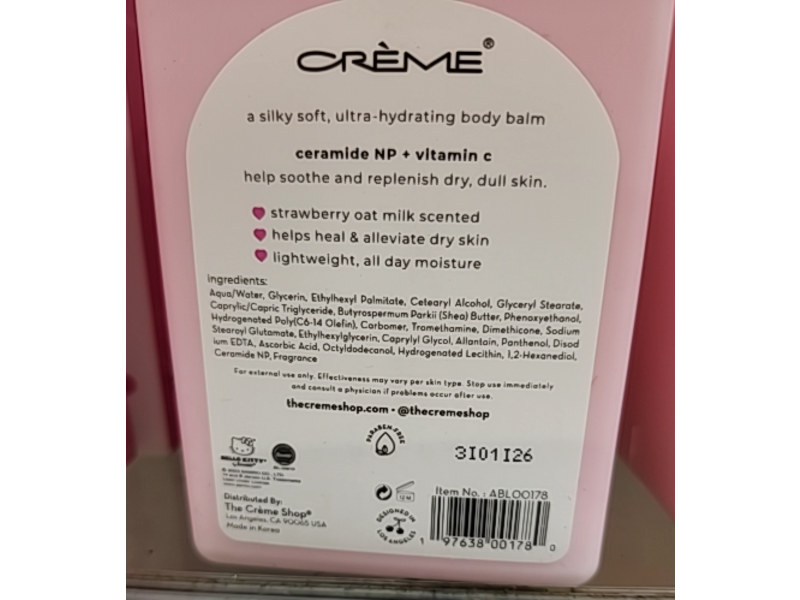 CRÈME®
a silky soft, ultra-hydrating body balm
ceramide NP + vitamin c
help soothe and replenish dry, dull skin.
strawberry oat milk scented
helps heal & alleviate dry skin
lightweight, all day moisture
ingredients:
Aqua/Water, Glycerin, Ethylhexyl Palmitate, Cetearyl Alcohol, Glyceryl Stearate,
Caprylic/Capric Triglyceride, Butyrospermum Parkii (Shea) Butter, Phenoxyethanol,
Hydrogenated Poly(C6-14 Olefin), Carbomer, Tromethamine, Dimethicone, Sodium
Stearoyl Glutamate, Ethylhexylglycerin, Caprylyl Glycol, Allantoin, Panthenol, Disod
ium EDTA, Ascorbic Acid, Octyldodecanol, Hydrogenated Lecithin, 1,2-Hexanediol,
Ceramide NP, Fragrance
For external use only. Effectiveness may vary per skin type. Stop use immediately
and consult a physician if problems occur after use.
thecremeshop.com • @thecremeshop
PARABEN-FREE
3I01I26
HELLO KITTY
12 M
Item No.: ABL00178
DESIGNED IN LOS ANGELES
Distributed By:
The Crème Shop®
Los Angeles, CA 90065 USA
Made in Korea
1 97638 00178 0